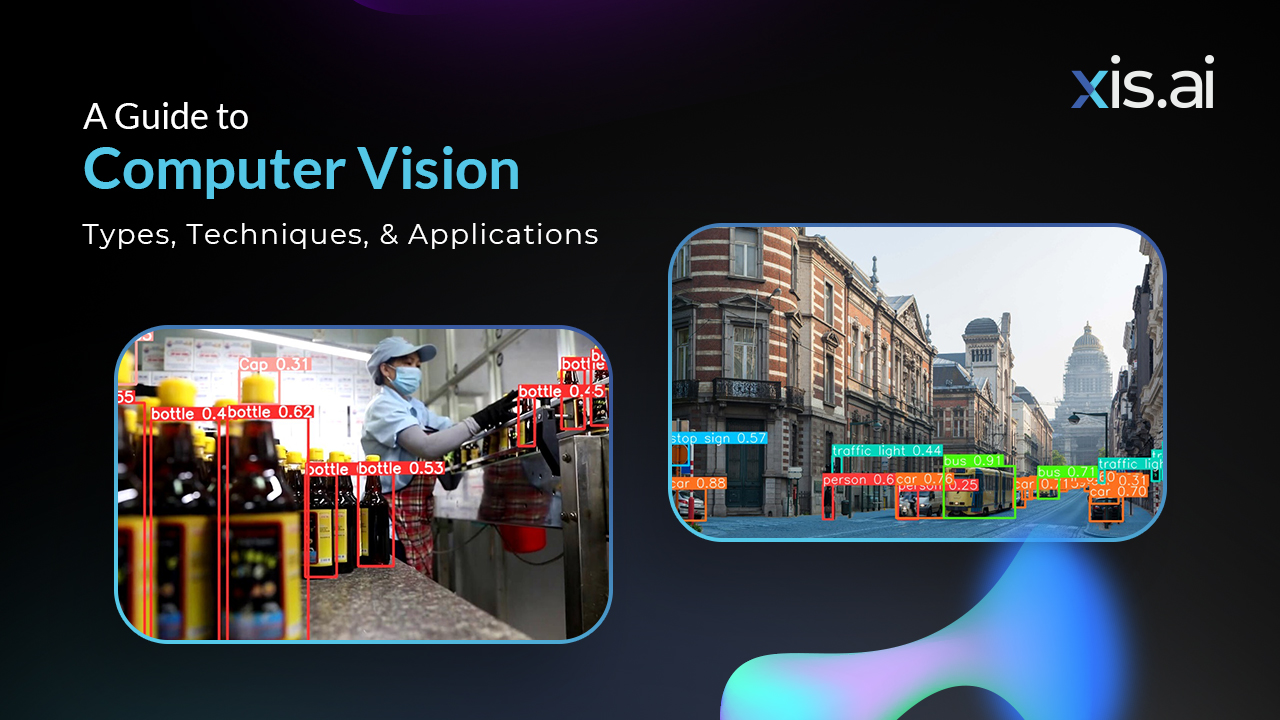 xis.ai
A Guide to
Computer Vision
Types, Techniques, & Applications
Cap 0.31
bottle 0.4
bottle 0.62
bottle
bottle 0.53
bottle 0.45
stop sign 0.57
traffic light 0.44
bus 0.91
bus 0.71
traffic ligh
car 0.88
person 0.6
car 0.76
person 0.25
car
0.31
car 0.70